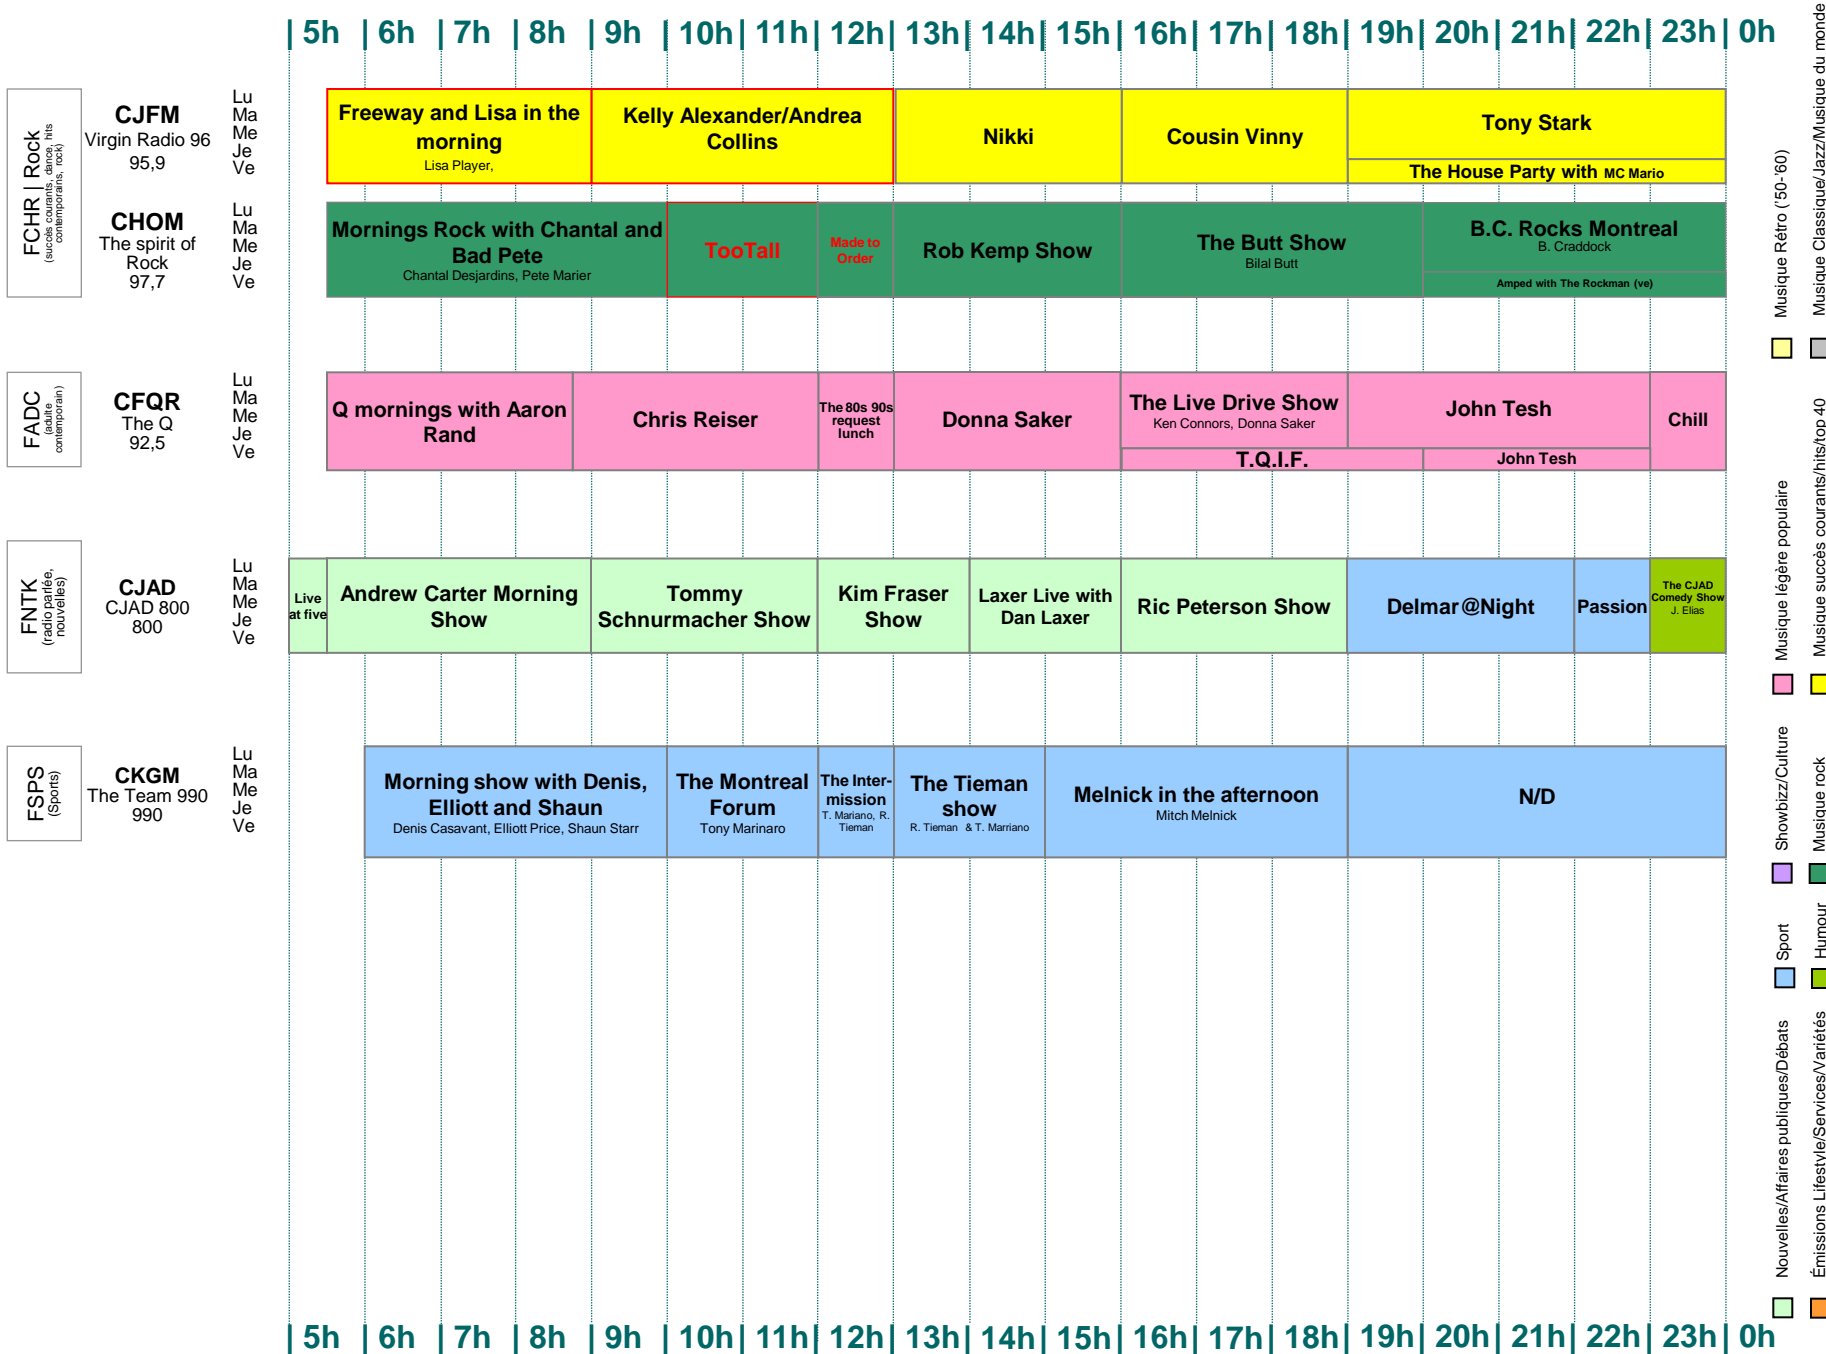 | 5h | 6h | 7h | 8h | 9h | 10h | 11h | 12h | 13h | 14h | 15h | 16h | 17h | 18h | 19h | 20h | 21h | 22h | 23h | 0h
FCHR | Rock
(succès courants, dance, hits
contemporains, rock)
CJFM
Virgin Radio 96
95,9
Lu
Ma
Me
Je
Ve
Freeway and Lisa in the
morning
Lisa Player,
Kelly Alexander/Andrea
Collins
Nikki
Cousin Vinny
Tony Stark
The House Party with MC Mario
CHOM
The spirit of
Rock
97,7
Lu
Ma
Me
Je
Ve
Mornings Rock with Chantal and
Bad Pete
Chantal Desjardins, Pete Marier
TooTall
Made to
Order
Rob Kemp Show
The Butt Show
Bilal Butt
B.C. Rocks Montreal
B. Craddock
Amped with The Rockman (ve)
FADC
(adulte
contemporain)
CFQR
The Q
92,5
Lu
Ma
Me
Je
Ve
Q mornings with Aaron
Rand
Chris Reiser
The 80s 90s
request
lunch
Donna Saker
The Live Drive Show
Ken Connors, Donna Saker
T.Q.I.F.
John Tesh
John Tesh
Chill
FNTK
(radio parlée,
nouvelles)
CJAD
CJAD 800
800
Lu
Ma
Me
Je
Ve
Live
at five
Andrew Carter Morning
Show
Tommy
Schnurmacher Show
Kim Fraser
Show
Laxer Live with
Dan Laxer
Ric Peterson Show
Delmar@Night
Passion
The CJAD
Comedy Show
J. Elias
FSPS
(Sports)
CKGM
The Team 990
990
Lu
Ma
Me
Je
Ve
Morning show with Denis,
Elliott and Shaun
Denis Casavant, Elliott Price, Shaun Starr
The Montreal
Forum
Tony Marinaro
The Inter-
mission
T. Mariano, R.
Tieman
The Tieman
show
R. Tieman & T. Marriano
Melnick in the afternoon
Mitch Melnick
N/D
Musique Rétro ('50-'60)
Musique Classique/Jazz/Musique du monde
Musique légère populaire
Musique succès courants/hits/top 40
Showbizz/Culture
Musique rock
Sport
Humour
Nouvelles/Affaires publiques/Débats
Émissions Lifestyle/Services/Variétés
| 5h | 6h | 7h | 8h | 9h | 10h | 11h | 12h | 13h | 14h | 15h | 16h | 17h | 18h | 19h | 20h | 21h | 22h | 23h | 0h